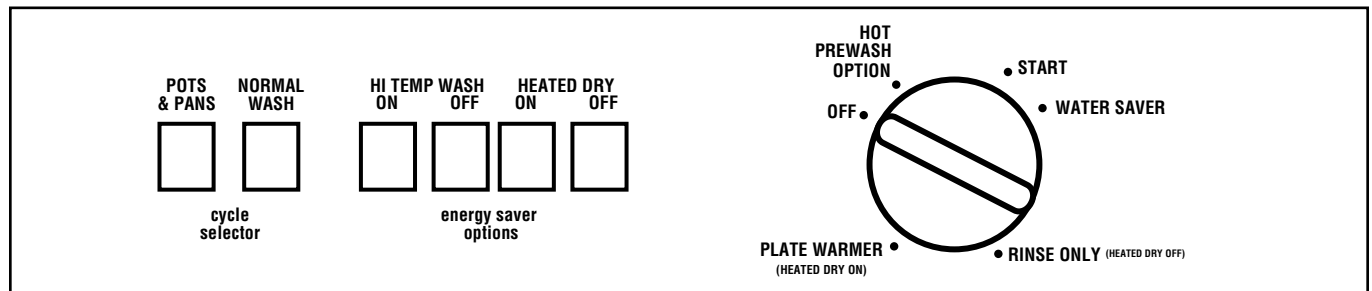 POTS
& PANS
NORMAL
WASH
HI TEMP WASH
ON OFF
HEATED DRY
ON OFF
cycle
selector
energy saver
options
HOT
PREWASH
OPTION
OFF
START
WATER SAVER
PLATE WARMER
(HEATED DRY ON)
RINSE ONLY (HEATED DRY OFF)